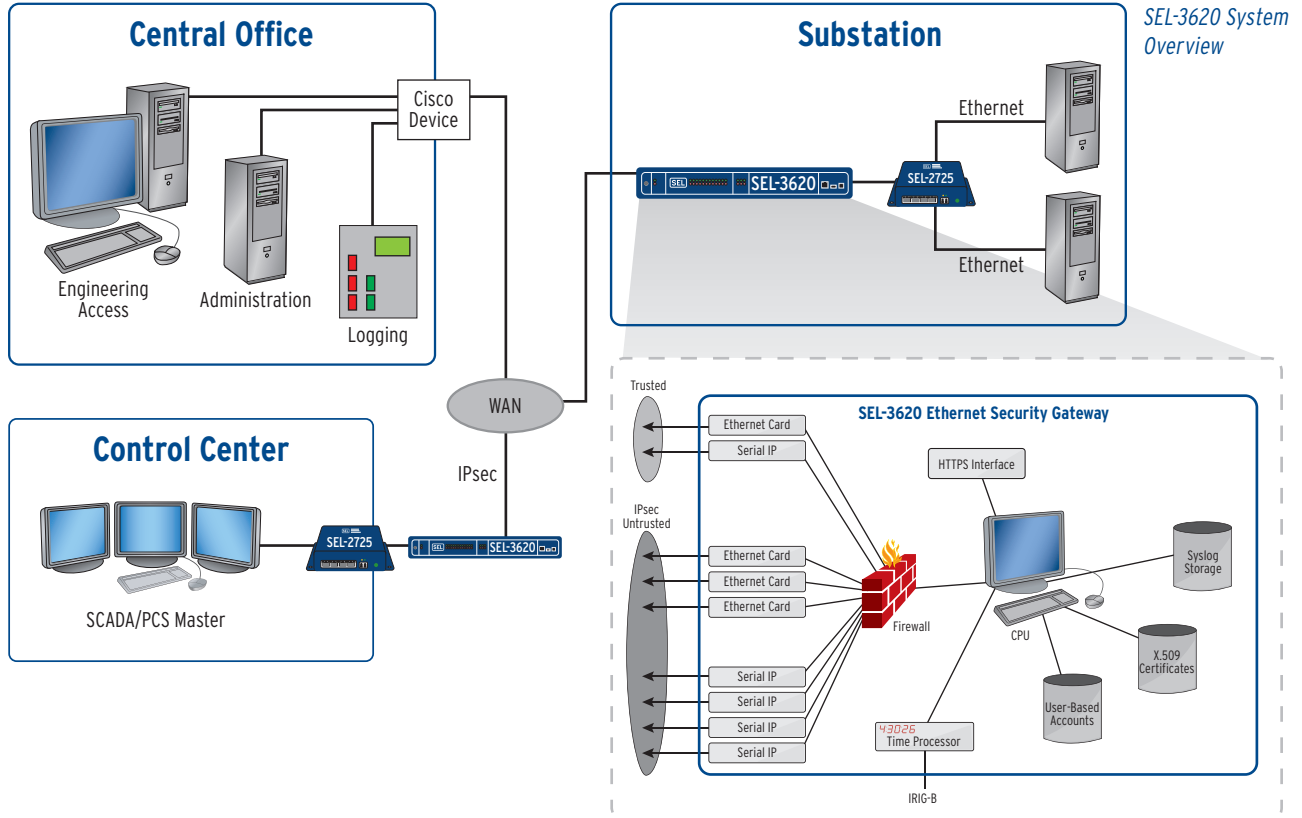 SEL-3620 System
Overview
Central Office
Cisco
Device
Engineering
Access
Administration
Logging
Substation
SEL
SEL-3620
SEL-2725
Ethernet
Ethernet
WAN
IPsec
Control Center
SCADA/PCS Master
SEL
SEL-2725
SEL
SEL-3620
Trusted
IPsec
Untrusted
SEL-3620 Ethernet Security Gateway
Ethernet Card
Serial IP
Ethernet Card
Ethernet Card
Ethernet Card
Serial IP
Serial IP
Serial IP
Serial IP
Firewall
HTTPS Interface
CPU
Syslog
Storage
X.509
Certificates
User-Based
Accounts
43026
Time Processor
IRIG-B